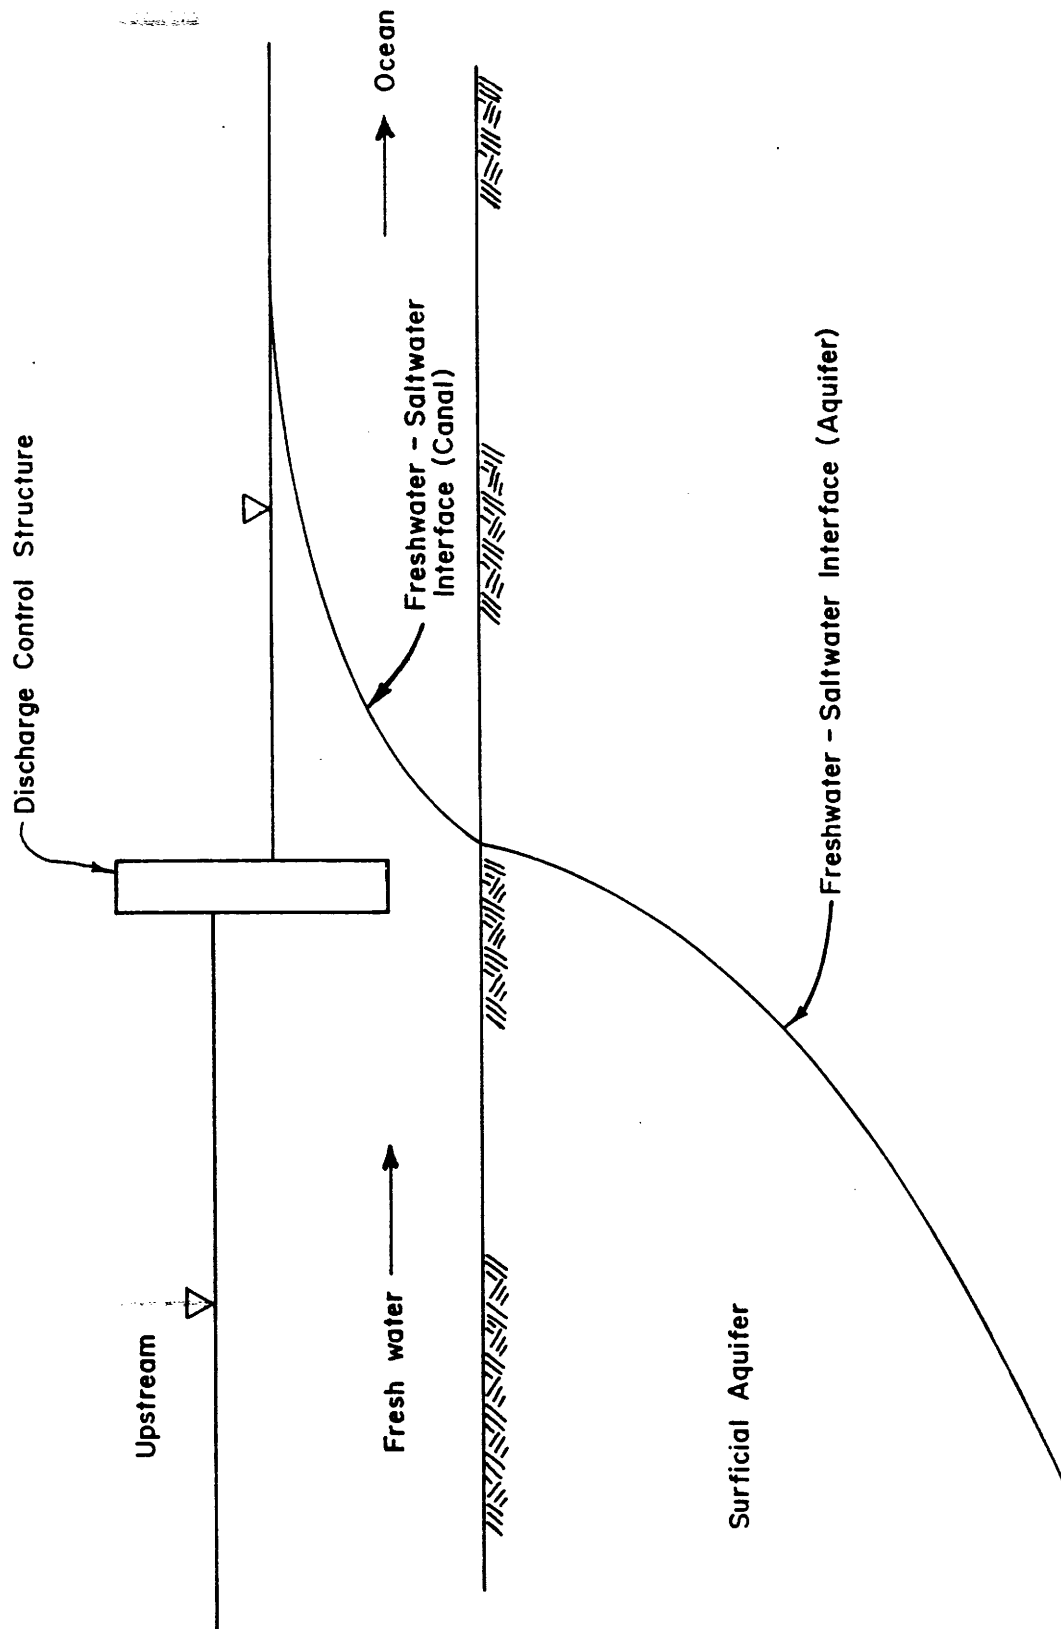 Discharge Control Structure
Upstream
Fresh water
Ocean
Freshwater – Saltwater
Interface (Canal)
Surficial Aquifer
Freshwater – Saltwater Interface (Aquifer)